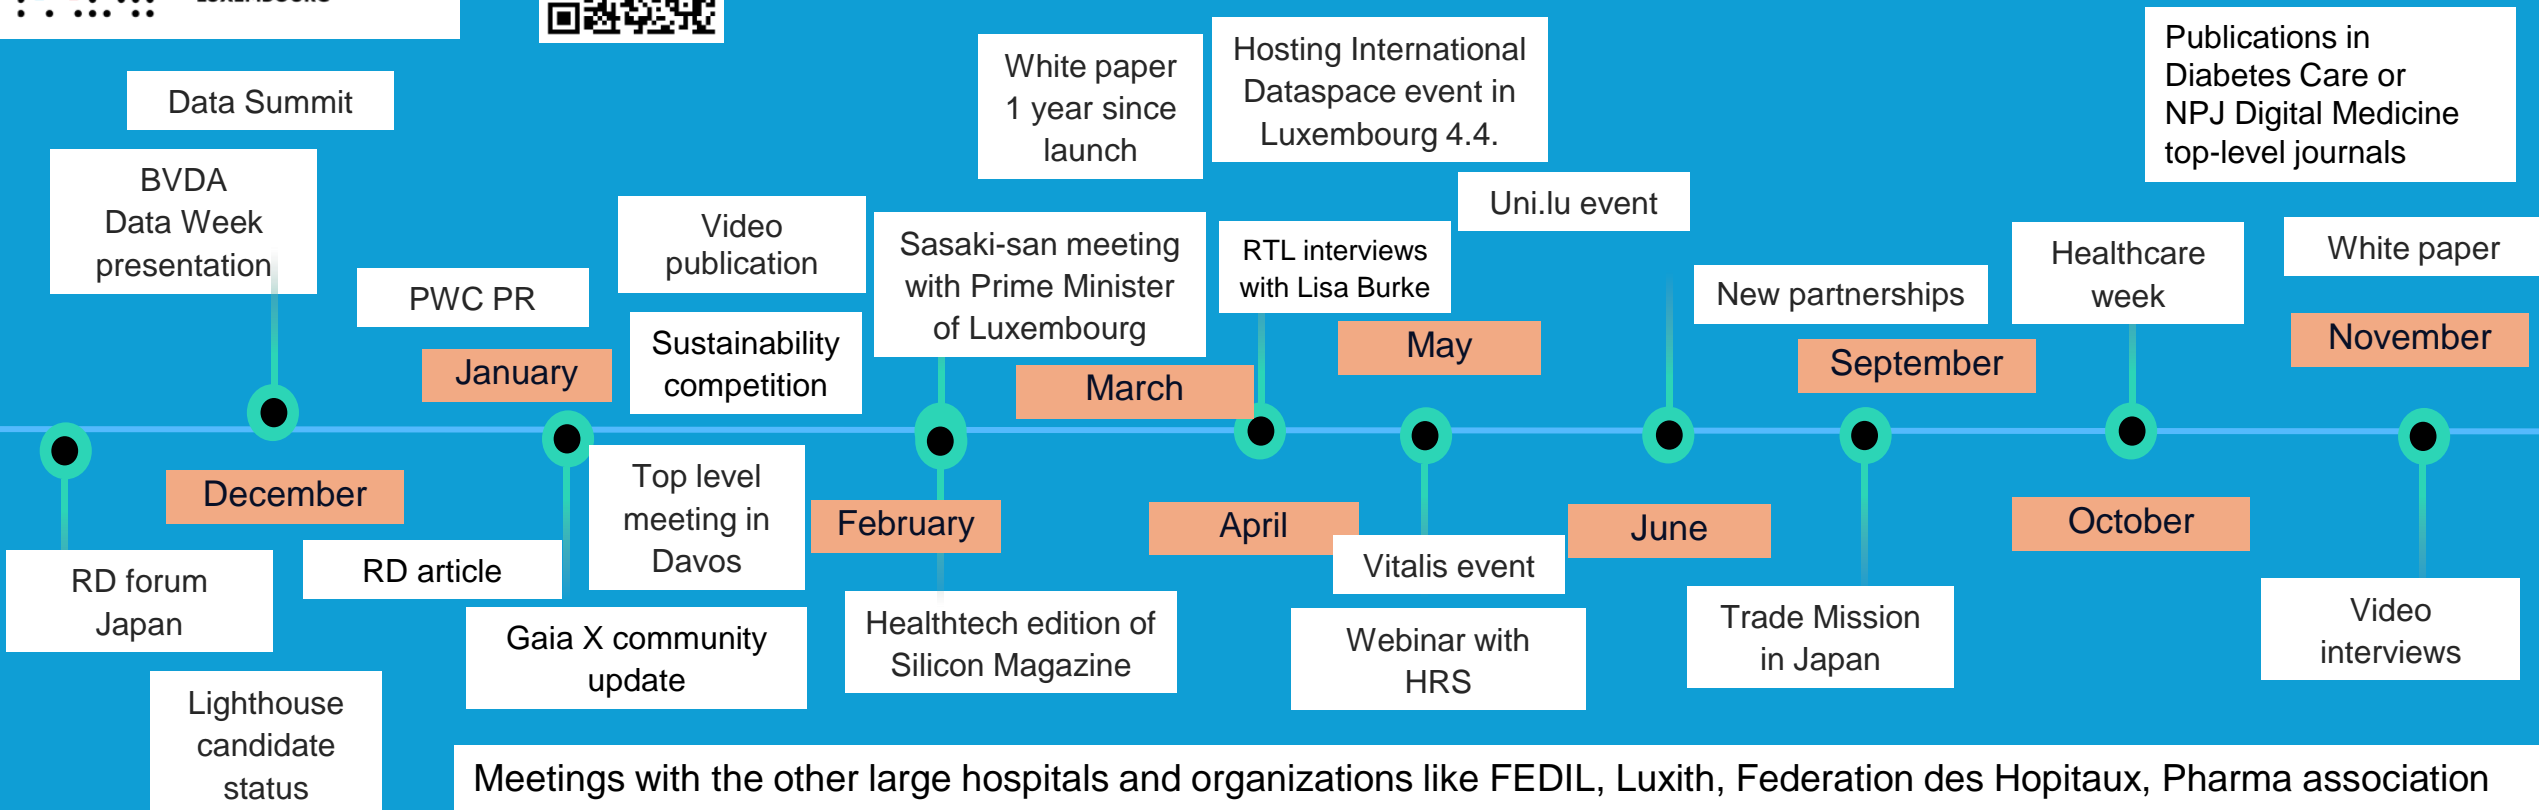 Data Summit
BVDA
Data Week
presentation
PWC PR
January
Video
publication
Sustainability
competition
White paper
1 year since
launch
Hosting International
Dataspace event in
Luxembourg 4.4.
Sasaki-san meeting
with Prime Minister
of Luxembourg
March
RTL interviews
with Lisa Burke
Uni.lu event
May
New partnerships
September
Publications in
Diabetes Care or
NPJ Digital Medicine
top-level journals
Healthcare
week
White paper
November
December
RD forum
Japan
RD article
Lighthouse
candidate
status
Top level
meeting in
Davos
Gaia X community
update
February
Healthtech edition of
Silicon Magazine
April
Vitalis event
Webinar with
HRS
June
Trade Mission
in Japan
October
Video
interviews
Meetings with the other large hospitals and organizations like FEDIL, Luxith, Federation des Hopitaux, Pharma association